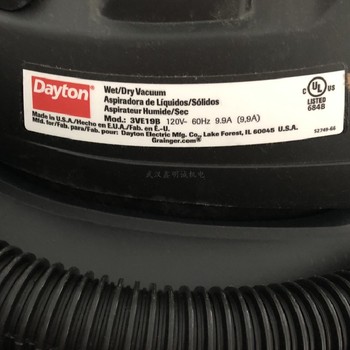 Dayton
Wet/Dry Vacuum
Aspiradora de Líquidos/Sólidos
Aspirateur Humide/Sec
Mod.: 3VE19B 120V~ 60Hz 9.9A (9,9A)
Made in U.S.A./Hecho en E.U.A./Fab. en É.-U.
Mfd. for/Fab. para/Fab. pour: Dayton Electric Mfg. Co., Lake Forest, IL 60045 U.S.A.
Grainger.com®
C UL US
LISTED
684B
52749-65